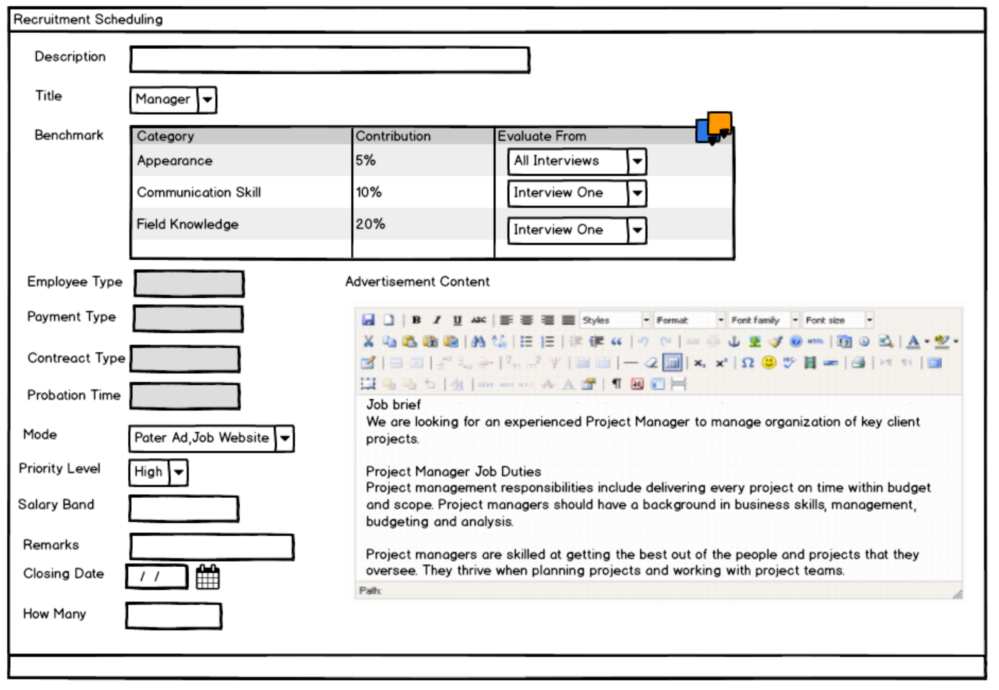 Recruitment Scheduling
Description
Title
Manager
Benchmark
Category Contribution Evaluate From
Appearance 5% All Interviews
Communication Skill 10% Interview One
Field Knowledge 20% Interview One
Employee Type
Payment Type
Contreact Type
Probation Time
Mode
Pater Ad,Job Website
Priority Level
High
Salary Band
Remarks
Closing Date
/ /
How Many
Advertisement Content
B I U ABC Styles Format Font family Font size
HTML
Job brief
We are looking for an experienced Project Manager to manage organization of key client
projects.
Project Manager Job Duties
Project management responsibilities include delivering every project on time within budget
and scope. Project managers should have a background in business skills, management,
budgeting and analysis.
Project managers are skilled at getting the best out of the people and projects that they
oversee. They thrive when planning projects and working with project teams.
Path: